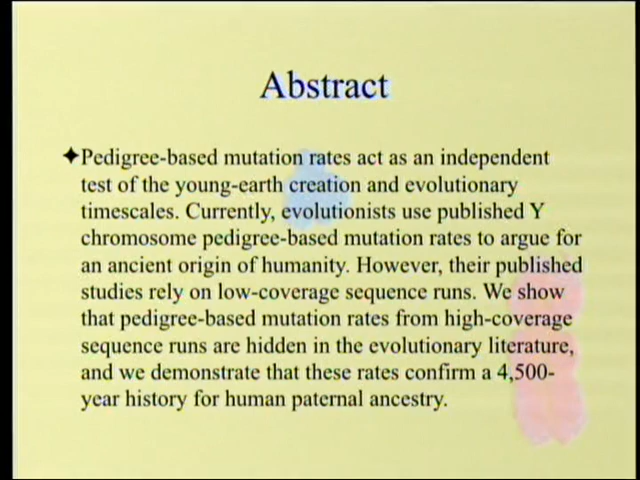 Abstract
✦Pedigree-based mutation rates act as an independent
test of the young-earth creation and evolutionary
timescales. Currently, evolutionists use published Y
chromosome pedigree-based mutation rates to argue for
an ancient origin of humanity. However, their published
studies rely on low-coverage sequence runs. We show
that pedigree-based mutation rates from high-coverage
sequence runs are hidden in the evolutionary literature,
and we demonstrate that these rates confirm a 4,500-
year history for human paternal ancestry.